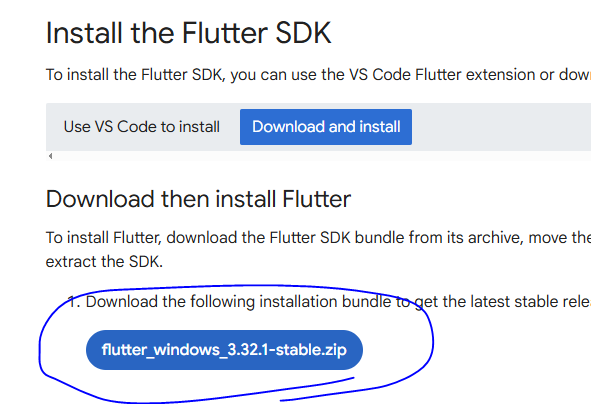 Install the Flutter SDK
To install the Flutter SDK, you can use the VS Code Flutter extension or dow
Use VS Code to install Download and install
Download then install Flutter
To install Flutter, download the Flutter SDK bundle from its archive, move the
extract the SDK.
1. Download the following installation bundle to get the latest stable rele
flutter_windows_3.32.1-stable.zip